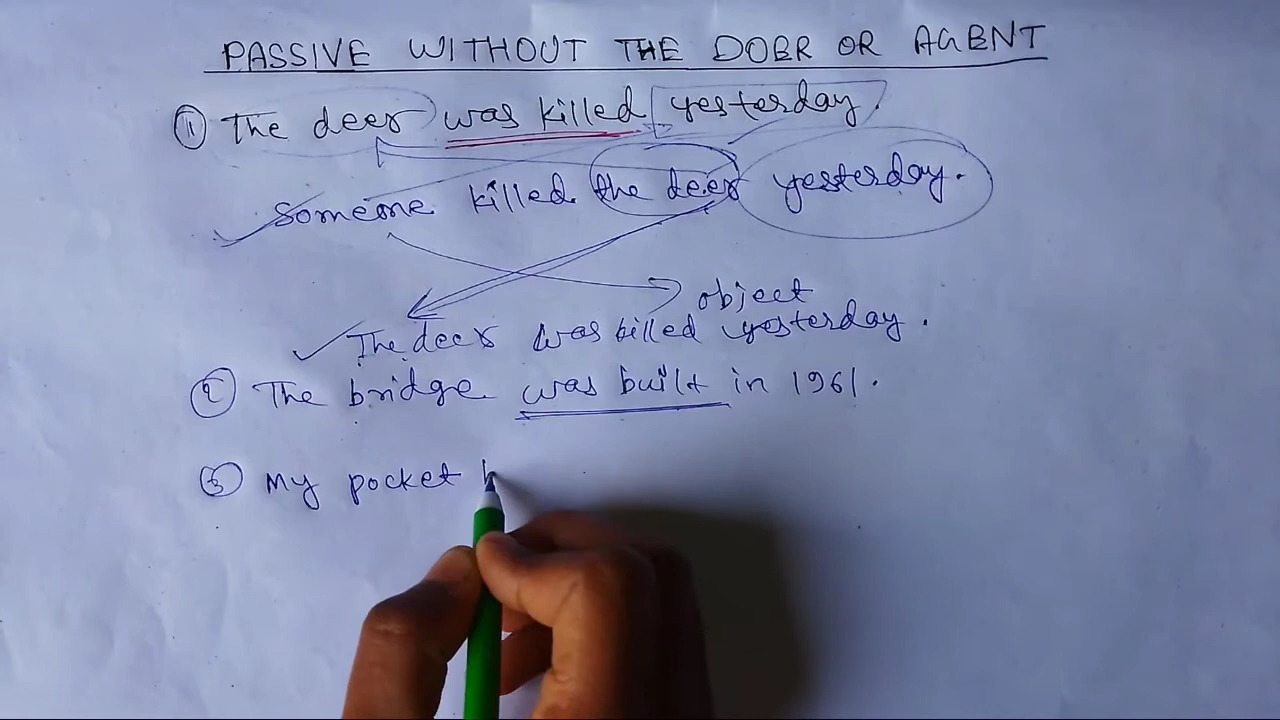 PASSIVE WITHOUT THE DOER OR AGENT
① The deer was killed yesterday.
Someone killed the deer yesterday.
object
The deer was killed yesterday.
② The bridge was built in 1961.
③ My pocket h